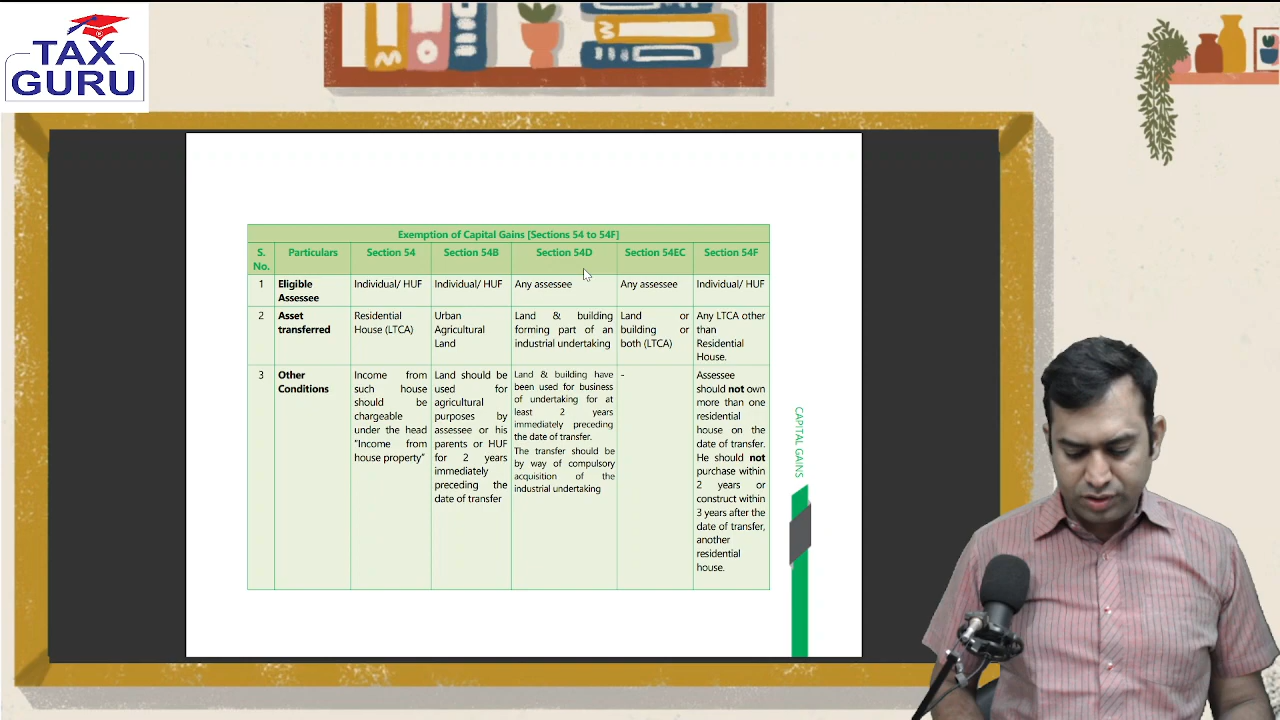 TAX
GURU
Exemption of Capital Gains [Sections 54 to 54F]
S. No.
Particulars
Section 54
Section 54B
Section 54D
Section 54EC
Section 54F
1
Eligible
Assessee
Individual/ HUF
Individual/ HUF
Any assessee
Any assessee
Individual/ HUF
2
Asset
transferred
Residential
House (LTCA)
Urban
Agricultural
Land
Land & building
forming part of an
industrial undertaking
Land or
building or
both (LTCA)
Any LTCA other
than
Residential
House.
3
Other
Conditions
Income from
such house
should be
chargeable
under the head
"Income from
house property"
Land should be
used for
agricultural
purposes by
assessee or his
parents or HUF
for 2 years
immediately
preceding the
date of transfer
Land & building have
been used for business
of undertaking for at
least 2 years
immediately preceding
the date of transfer.
The transfer should be
by way of compulsory
acquisition of the
industrial undertaking
-
Assessee
should not own
more than one
residential
house on the
date of transfer.
He should not
purchase within
2 years or
construct within
3 years after the
date of transfer,
another
residential
house.
CAPITAL GAINS